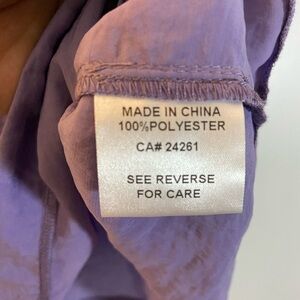 MADE IN CHINA
100%POLYESTER
CA# 24261
SEE REVERSE
FOR CARE